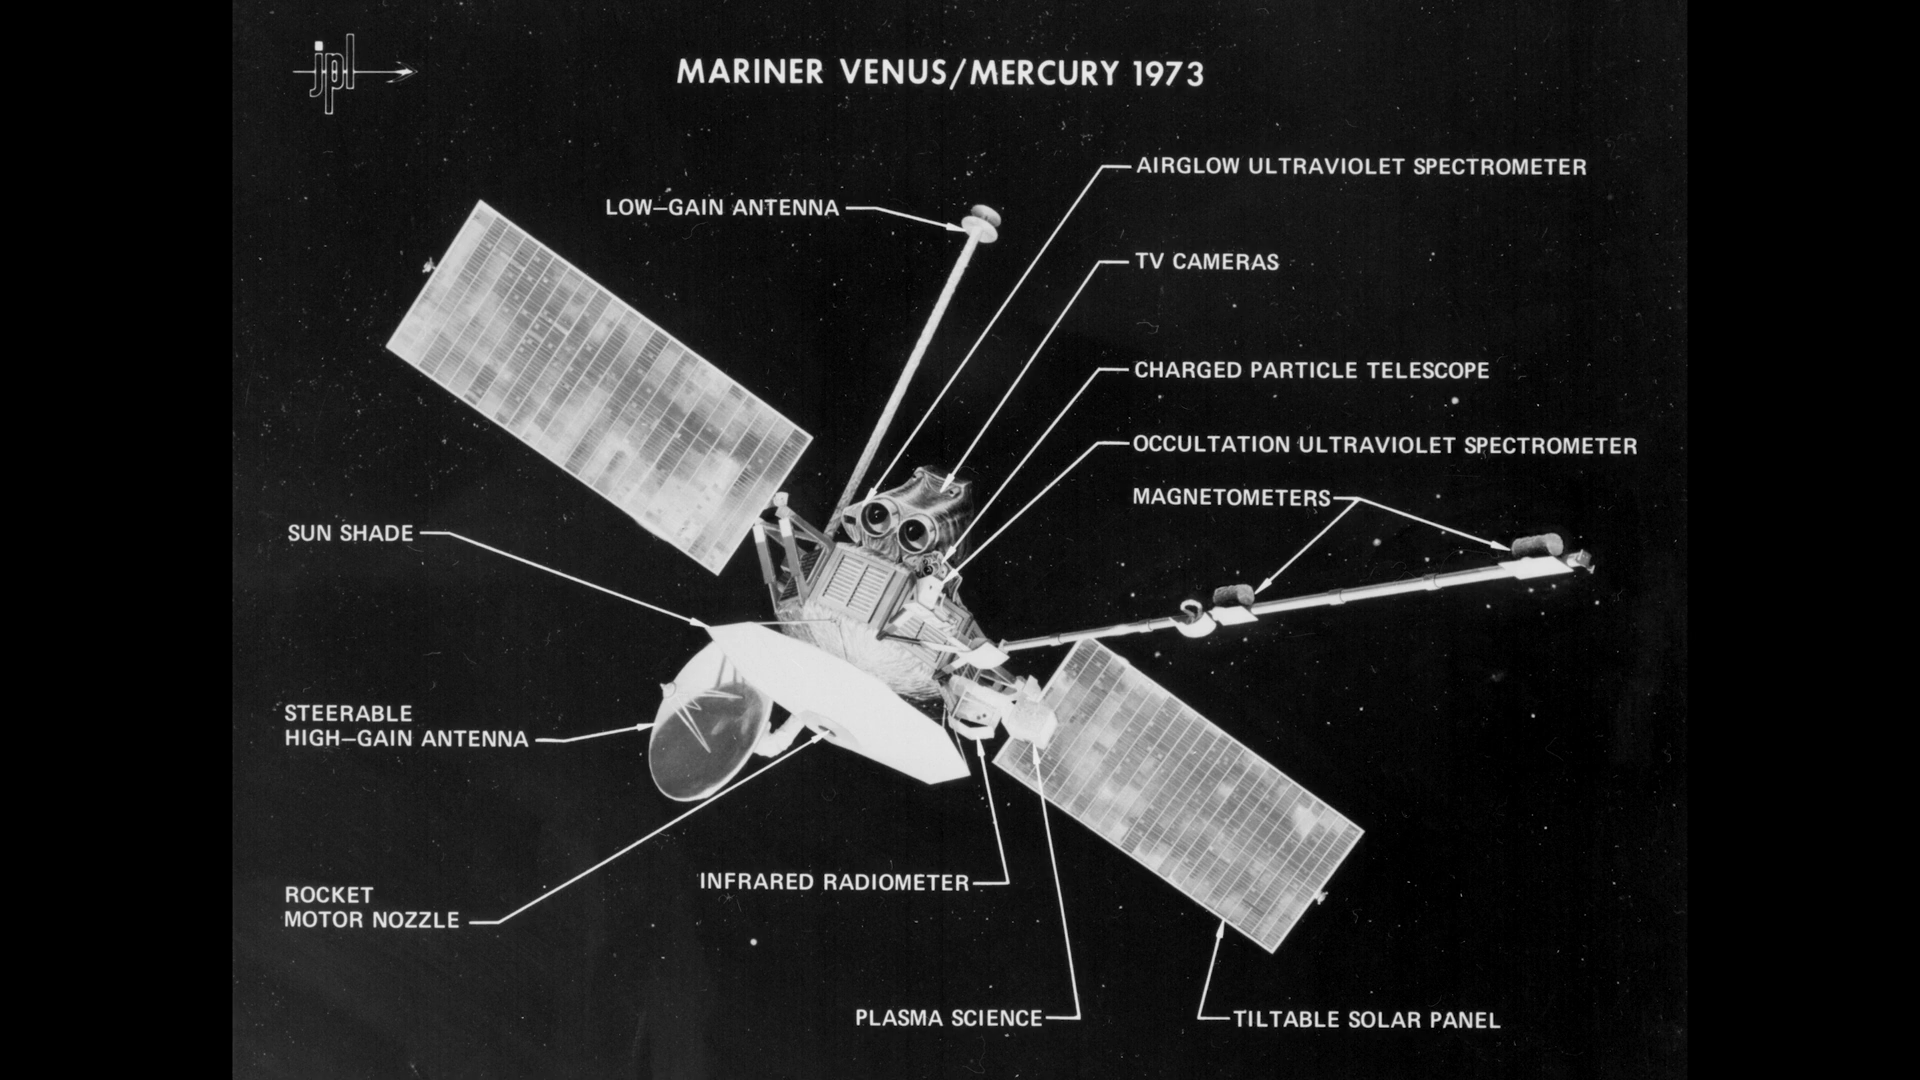 jpl
MARINER VENUS/MERCURY 1973
AIRGLOW ULTRAVIOLET SPECTROMETER
LOW-GAIN ANTENNA
TV CAMERAS
CHARGED PARTICLE TELESCOPE
OCCULTATION ULTRAVIOLET SPECTROMETER
MAGNETOMETERS
SUN SHADE
STEERABLE
HIGH-GAIN ANTENNA
INFRARED RADIOMETER
ROCKET
MOTOR NOZZLE
PLASMA SCIENCE
TILTABLE SOLAR PANEL